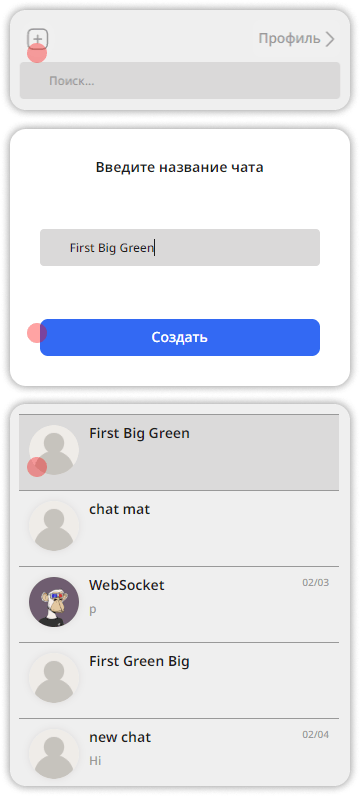 Профиль
Поиск...
Введите название чата
First Big Green
Создать
First Big Green
chat mat
WebSocket 02/03
p
First Green Big
new chat 02/04
Hi